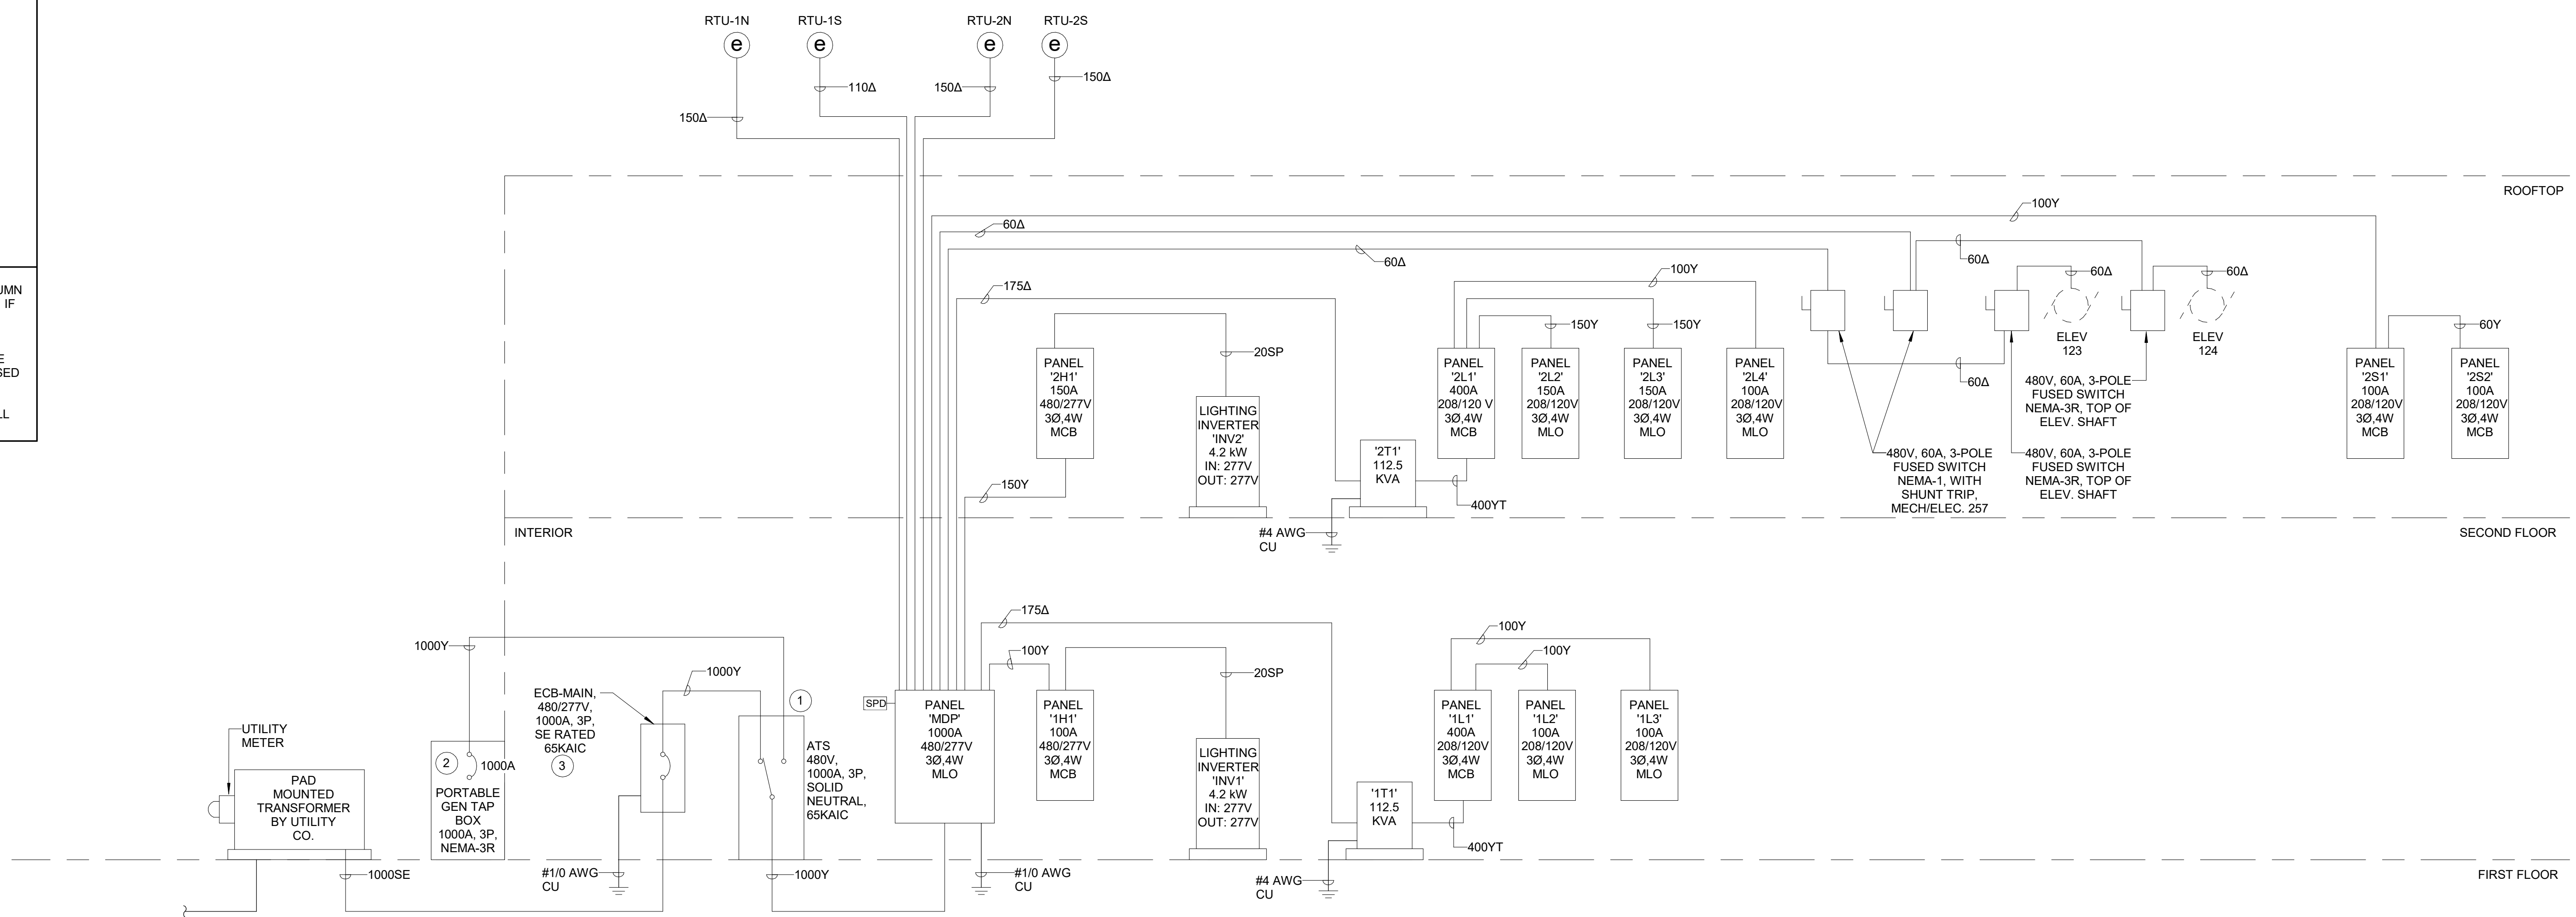 RTU-1N
RTU-1S
RTU-2N
RTU-2S
e
e
e
e
150Δ
110Δ
150Δ
150Δ
ROOFTOP
100Y
60Δ
60Δ
60Δ
60Δ
60Δ
60Δ
175Δ
100Y
150Y
150Y
60Y
20SP
150Y
PANEL
'2H1'
150A
480/277V
3Ø,4W
MCB
LIGHTING
INVERTER
'INV2'
4.2 kW
IN: 277V
OUT: 277V
'2T1'
112.5
KVA
400YT
#4 AWG
CU
PANEL
'2L1'
400A
208/120 V
3Ø,4W
MCB
PANEL
'2L2'
150A
208/120V
3Ø,4W
MLO
PANEL
'2L3'
150A
208/120V
3Ø,4W
MLO
PANEL
'2L4'
100A
208/120V
3Ø,4W
MLO
480V, 60A, 3-POLE
FUSED SWITCH
NEMA-1, WITH
SHUNT TRIP,
MECH/ELEC. 257
ELEV
123
ELEV
124
480V, 60A, 3-POLE
FUSED SWITCH
NEMA-3R, TOP OF
ELEV. SHAFT
480V, 60A, 3-POLE
FUSED SWITCH
NEMA-3R, TOP OF
ELEV. SHAFT
PANEL
'2S1'
100A
208/120V
3Ø,4W
MCB
PANEL
'2S2'
100A
208/120V
3Ø,4W
MCB
INTERIOR
SECOND FLOOR
UMN
IF
E
SED
LL
UTILITY
METER
PAD
MOUNTED
TRANSFORMER
BY UTILITY
CO.
1000SE
1000Y
2
1000A
PORTABLE
GEN TAP
BOX
1000A, 3P,
NEMA-3R
ECB-MAIN,
480/277V,
1000A, 3P,
SE RATED
65KAIC
3
#1/0 AWG
CU
1000Y
1
ATS
480V,
1000A, 3P,
SOLID
NEUTRAL,
65KAIC
1000Y
SPD
PANEL
'MDP'
1000A
480/277V
3Ø,4W
MLO
#1/0 AWG
CU
175Δ
100Y
PANEL
'1H1'
100A
480/277V
3Ø,4W
MCB
20SP
LIGHTING
INVERTER
'INV1'
4.2 kW
IN: 277V
OUT: 277V
'1T1'
112.5
KVA
400YT
#4 AWG
CU
100Y
100Y
PANEL
'1L1'
400A
208/120V
3Ø,4W
MCB
PANEL
'1L2'
100A
208/120V
3Ø,4W
MLO
PANEL
'1L3'
100A
208/120V
3Ø,4W
MLO
FIRST FLOOR